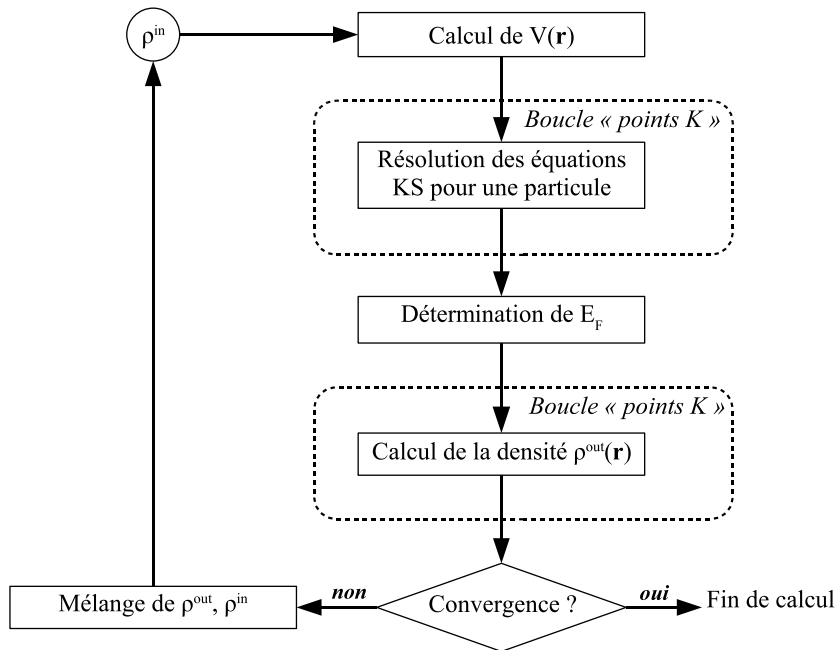 ρⁱⁿ
Calcul de V(r)
Boucle « points K »
Résolution des équations
KS pour une particule
Détermination de E_F
Boucle « points K »
Calcul de la densité ρᵒᵘᵗ(r)
Convergence ?
non
oui
Mélange de ρᵒᵘᵗ, ρⁱⁿ
Fin de calcul